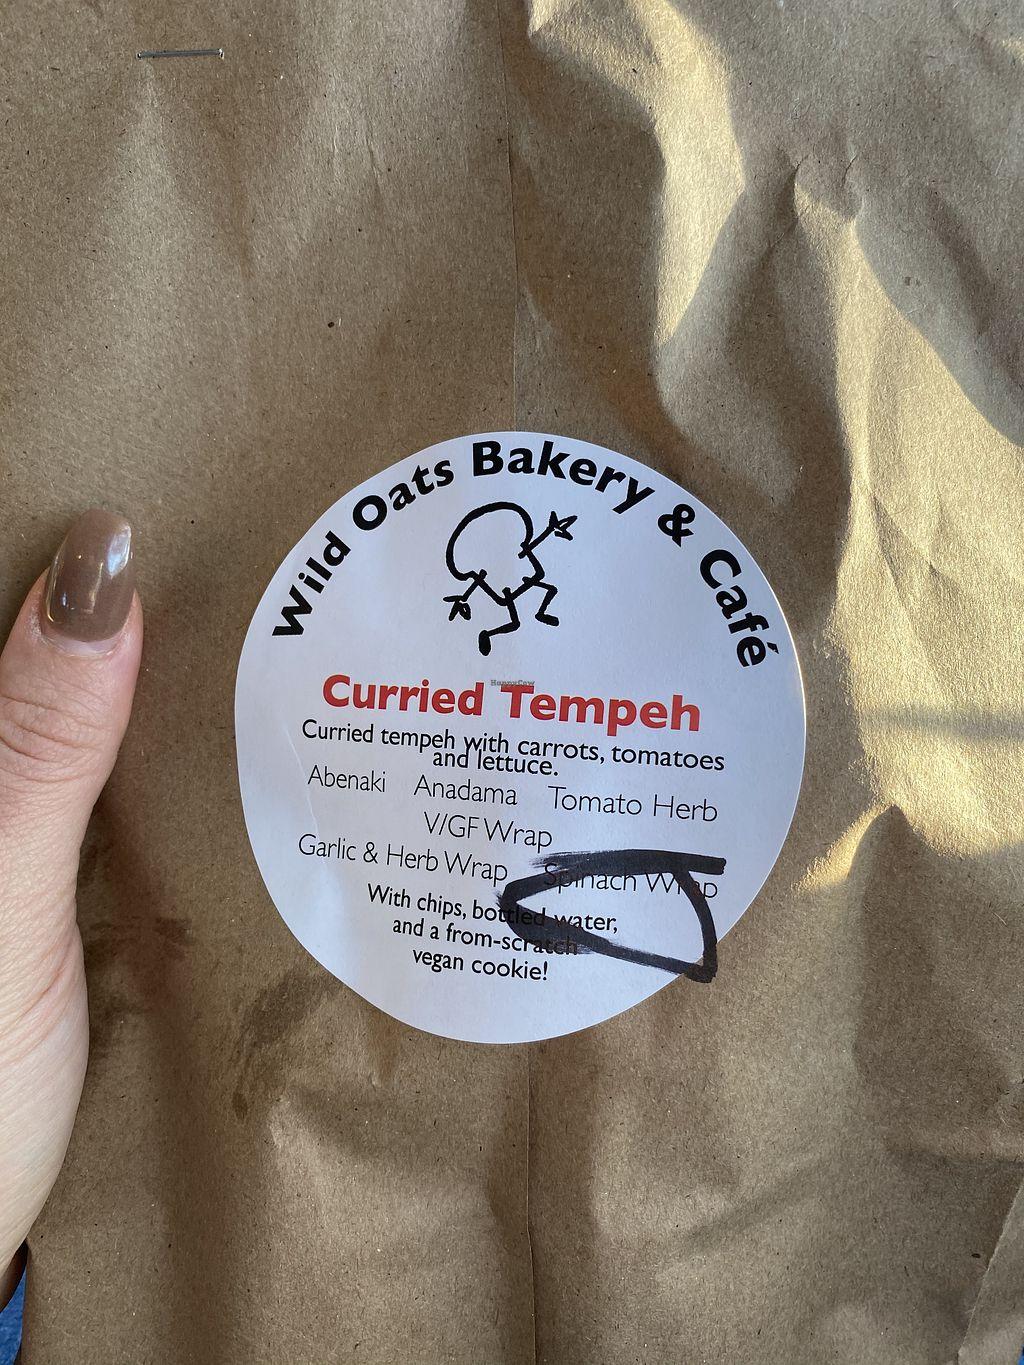 Wild Oats Bakery & Café
HappyCow
Curried Tempeh
Curried tempeh with carrots, tomatoes
and lettuce.
Abenaki Anadama Tomato Herb
V/GF Wrap
Garlic & Herb Wrap Spinach Wrap
With chips, bottled water,
and a from-scratch
vegan cookie!